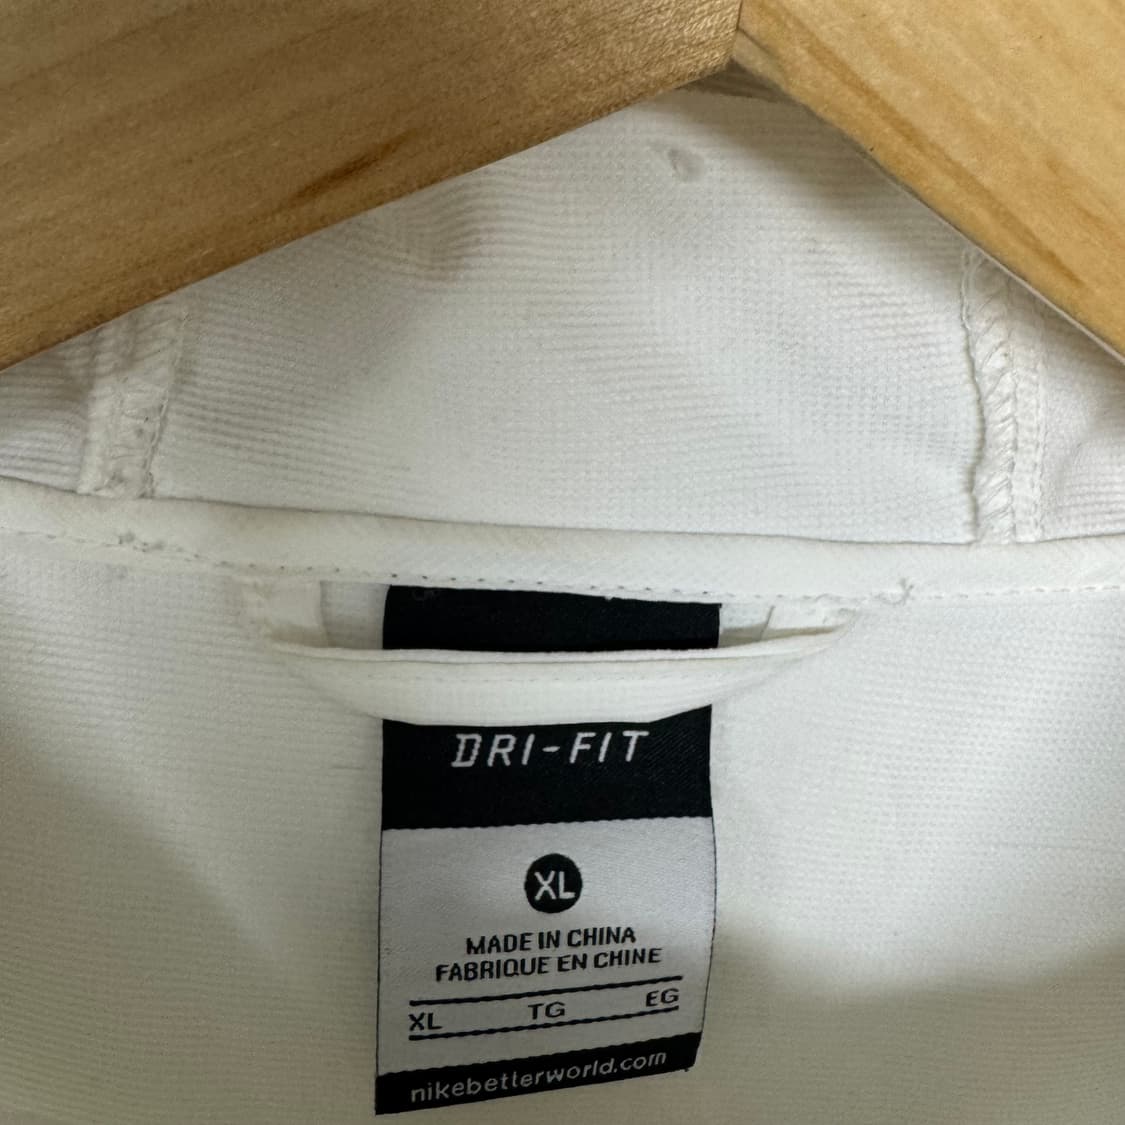 DRI-FIT
XL
MADE IN CHINA
FABRIQUE EN CHINE
XL TG EG
nikebetterworld.com